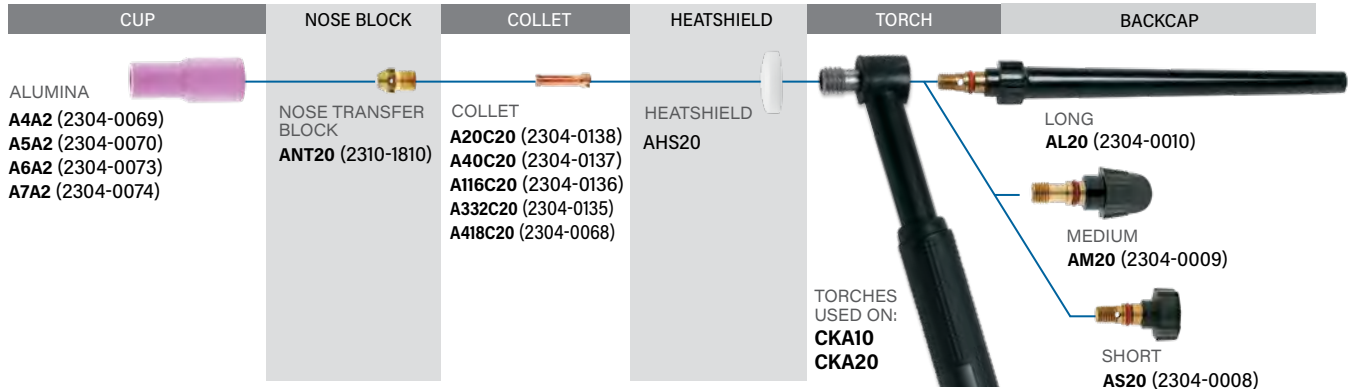 CUP
NOSE BLOCK
COLLET
HEATSHIELD
TORCH
BACKCAP
ALUMINA
A4A2 (2304-0069)
A5A2 (2304-0070)
A6A2 (2304-0073)
A7A2 (2304-0074)
NOSE TRANSFER
BLOCK
ANT20 (2310-1810)
COLLET
A20C20 (2304-0138)
A40C20 (2304-0137)
A116C20 (2304-0136)
A332C20 (2304-0135)
A418C20 (2304-0068)
HEATSHIELD
AHS20
TORCHES
USED ON:
CKA10
CKA20
LONG
AL20 (2304-0010)
MEDIUM
AM20 (2304-0009)
SHORT
AS20 (2304-0008)